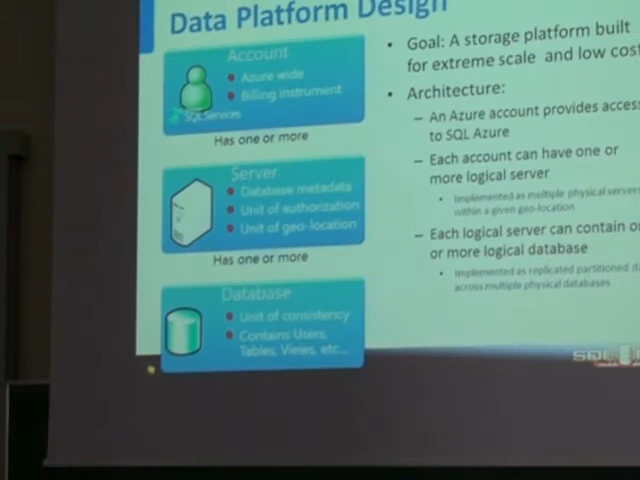 Data Platform Design
Account
Azure wide
Billing instrument
SQL Services
Has one or more
Server
Database metadata
Unit of authorization
Unit of geo-location
Has one or more
Database
Unit of consistency
Contains Users,
Tables, Views, etc...
• Goal: A storage platform built
for extreme scale and low cost
• Architecture:
– An Azure account provides access
to SQL Azure
– Each account can have one or
more logical server
• Implemented as multiple physical servers
within a given geo-location
– Each logical server can contain
or more logical database
• Implemented as replicated partitioned
across multiple physical databases
SQL